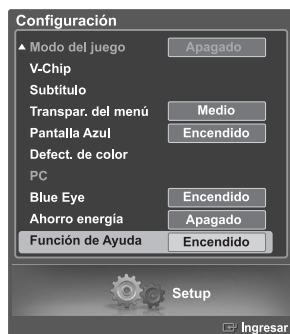 Configuración
Modo del juego Apagado
V-Chip
Subtítulo
Transpar. del menú Medio
Pantalla Azul Encendido
Defect. de color
PC
Blue Eye Encendido
Ahorro energía Apagado
Función de Ayuda Encendido
Setup
Ingresar